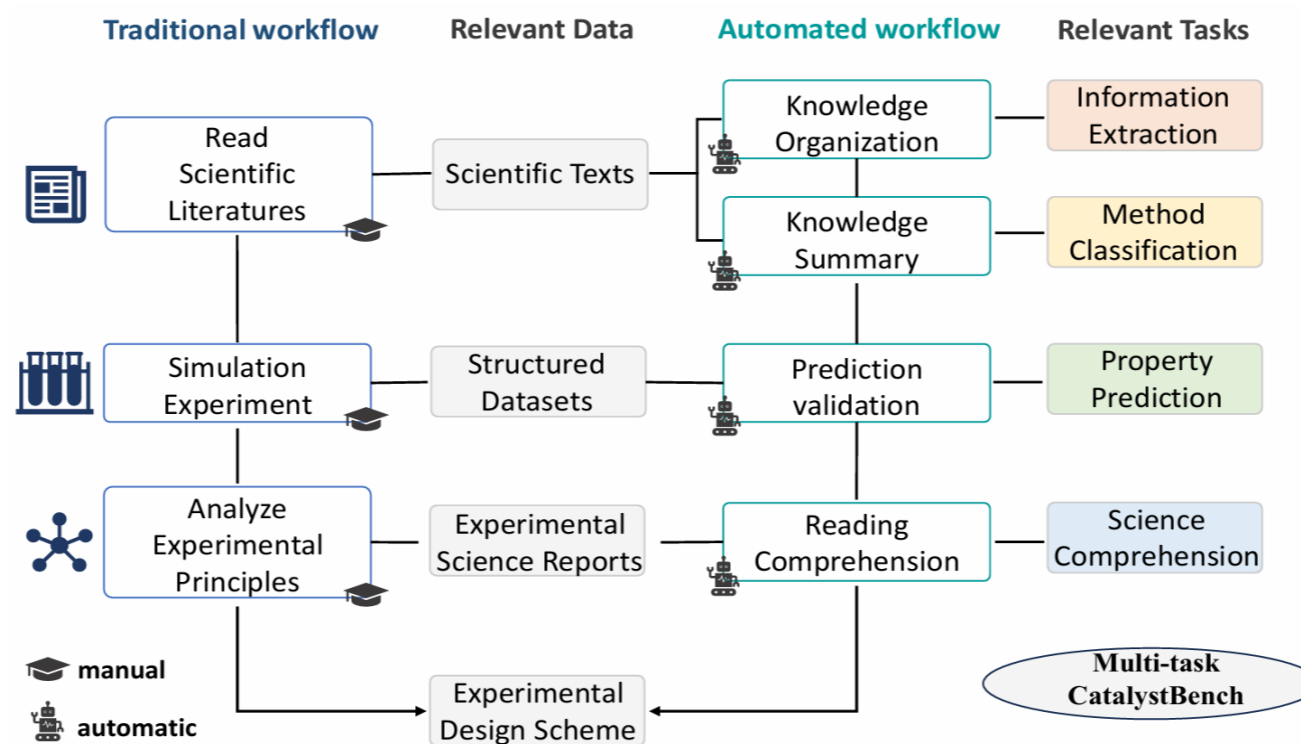 Traditional workflow
Relevant Data
Automated workflow
Relevant Tasks
Read
Scientific
Literatures
Scientific Texts
Knowledge
Organization
Information
Extraction
Knowledge
Summary
Method
Classification
Simulation
Experiment
Structured
Datasets
Prediction
validation
Property
Prediction
Analyze
Experimental
Principles
Experimental
Science Reports
Reading
Comprehension
Science
Comprehension
manual
automatic
Experimental
Design Scheme
Multi-task
CatalystBench